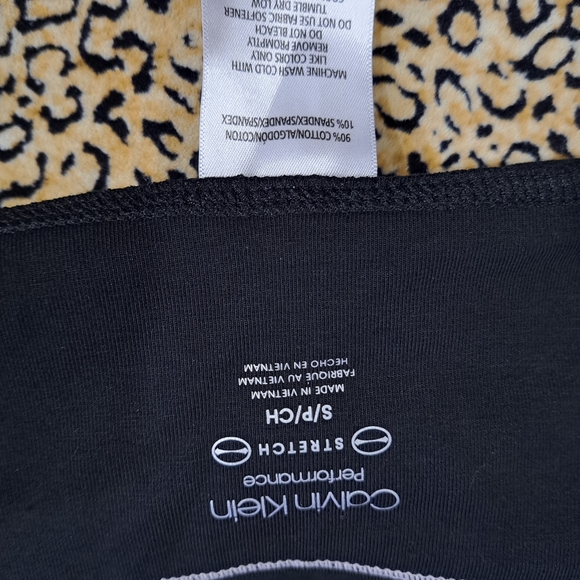 Calvin Klein
Performance
STRETCH
S/P/CH
MADE IN VIETNAM
FABRIQUÉ AU VIETNAM
HECHO EN VIETNAM
90% COTTON/ALGODÓN/COTTON
10% SPANDEX/SPANDEX/SPANDEX
MACHINE WASH COLD WITH
LIKE COLORS ONLY
REMOVE PROMPTLY
DO NOT BLEACH
DO NOT USE FABRIC SOFTENER
TUMBLE DRY LOW